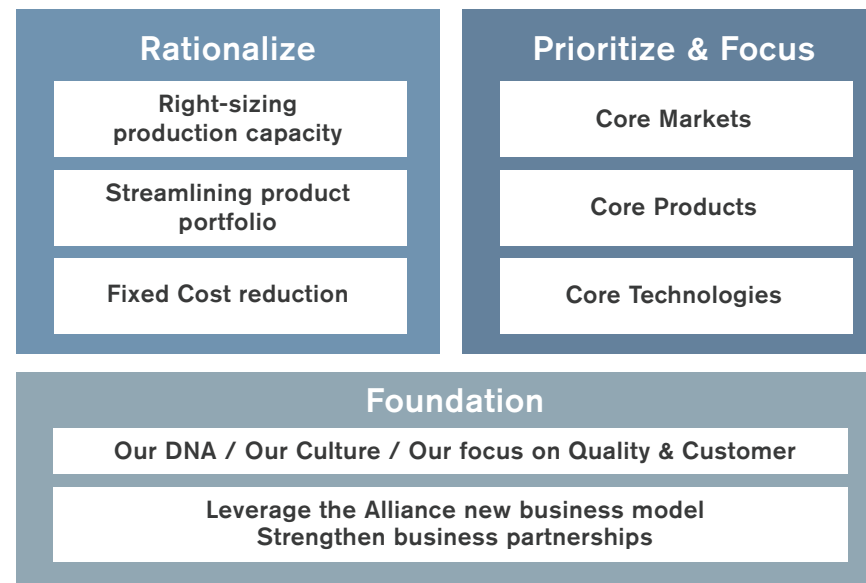 Rationalize
Right-sizing
production capacity
Streamlining product
portfolio
Fixed Cost reduction
Prioritize & Focus
Core Markets
Core Products
Core Technologies
Foundation
Our DNA / Our Culture / Our focus on Quality & Customer
Leverage the Alliance new business model
Strengthen business partnerships